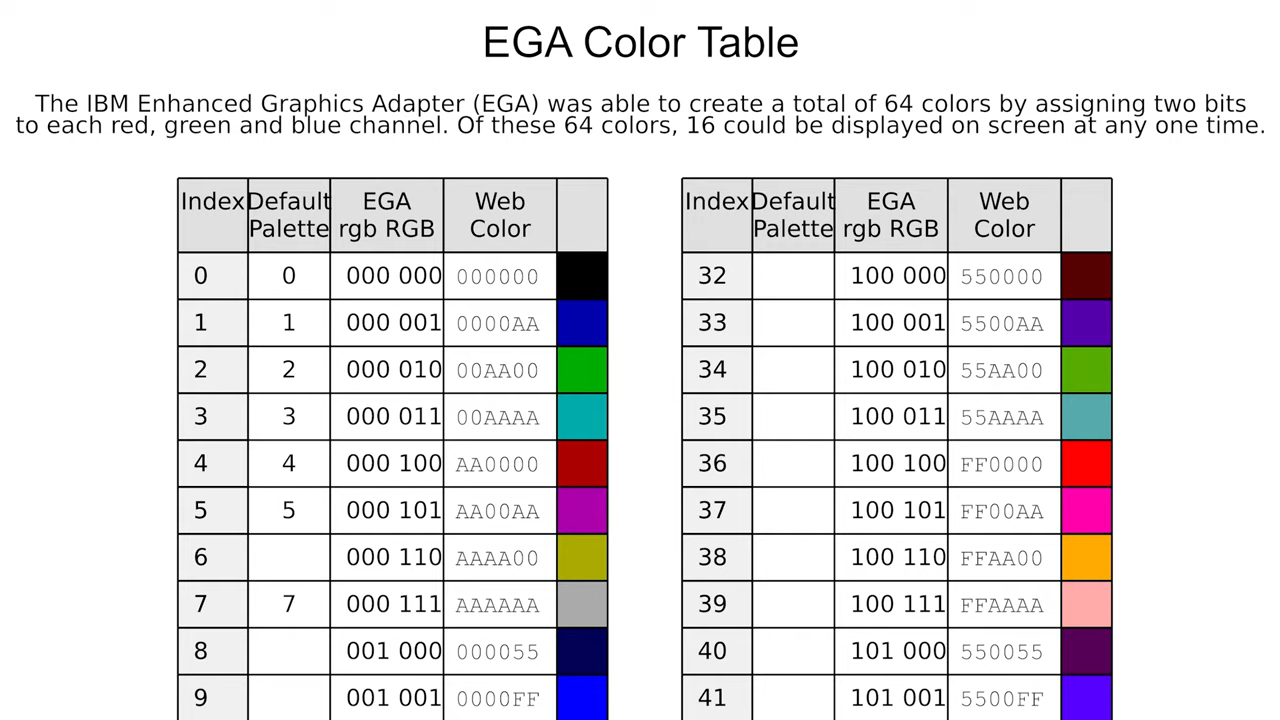 EGA Color Table
The IBM Enhanced Graphics Adapter (EGA) was able to create a total of 64 colors by assigning two bits
to each red, green and blue channel. Of these 64 colors, 16 could be displayed on screen at any one time.
Index Default Palette EGA rgb RGB Web Color
0 0 000 000 000000
1 1 000 001 0000AA
2 2 000 010 00AA00
3 3 000 011 00AAAA
4 4 000 100 AA0000
5 5 000 101 AA00AA
6 000 110 AAAA00
7 7 000 111 AAAAAA
8 001 000 000055
9 001 001 0000FF
Index Default Palette EGA rgb RGB Web Color
32 100 000 550000
33 100 001 5500AA
34 100 010 55AA00
35 100 011 55AAAA
36 100 100 FF0000
37 100 101 FF00AA
38 100 110 FFAA00
39 100 111 FFAAAA
40 101 000 550055
41 101 001 5500FF